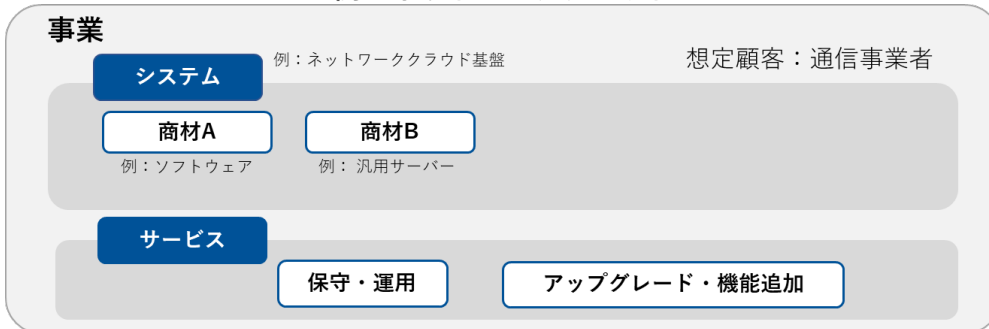 事業
システム
例：ネットワーククラウド基盤
想定顧客：通信事業者
商材A
商材B
例：ソフトウェア
例： 汎用サーバー
サービス
保守・運用
アップグレード・機能追加